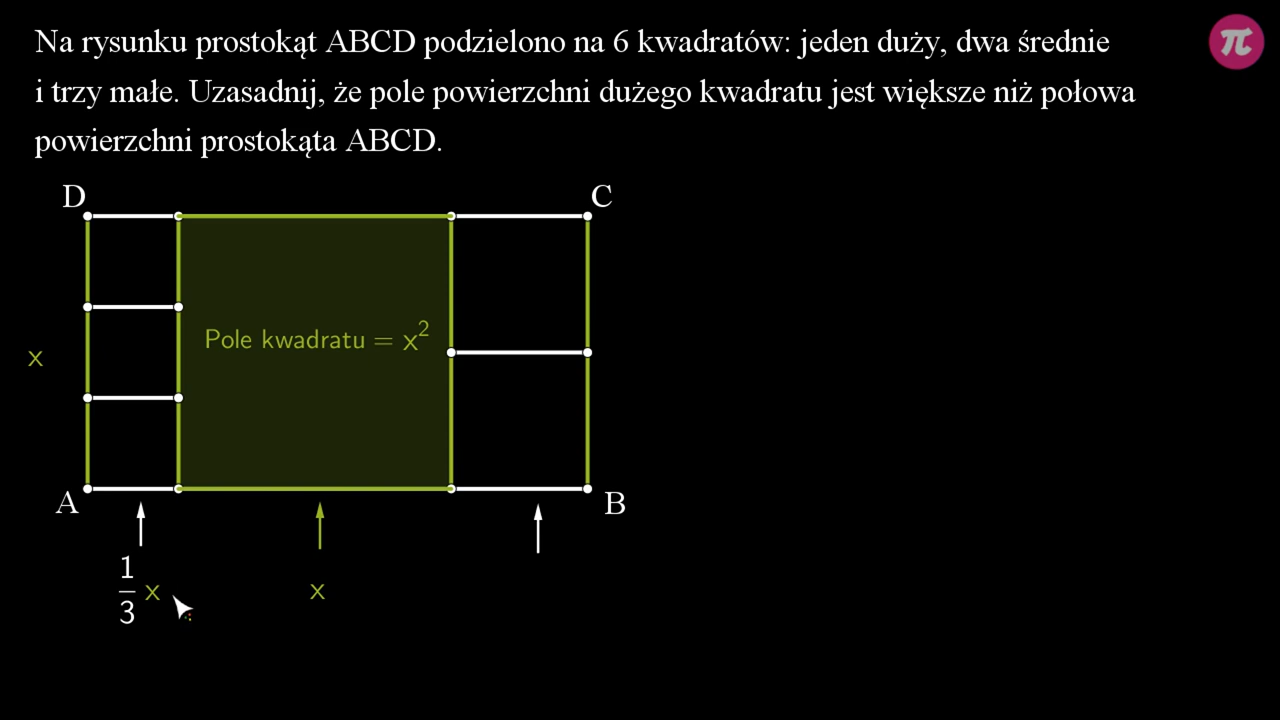 Na rysunku prostokąt ABCD podzielono na 6 kwadratów: jeden duży, dwa średnie
i trzy małe. Uzasadnij, że pole powierzchni dużego kwadratu jest większe niż połowa
powierzchni prostokąta ABCD.
D
C
Pole kwadratu = x²
x
A
B
1/3 x
x
π